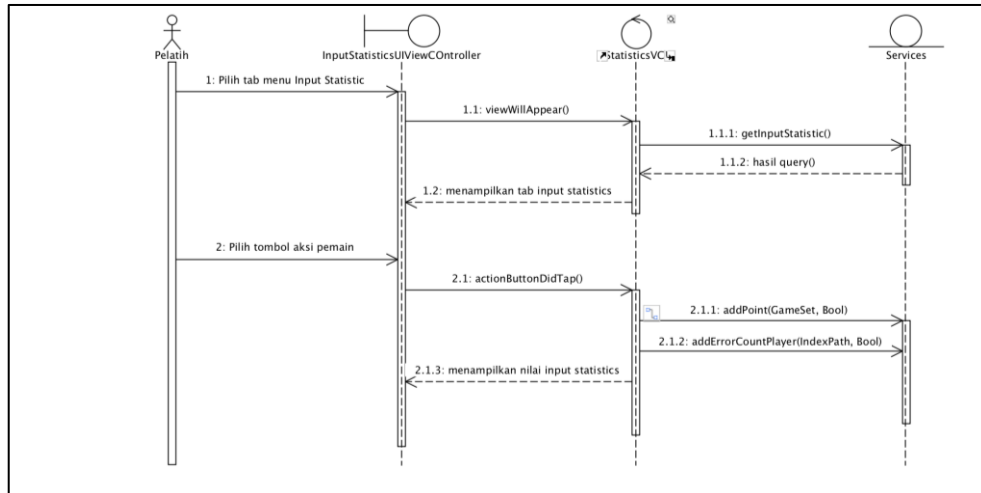 Pelatih
InputStatisticsUIViewCOntroller
StatisticsVC
Services
1: Pilih tab menu Input Statistic
1.1: viewWillAppear()
1.1.1: getInputStatistic()
1.1.2: hasil query()
1.2: menampilkan tab input statistics
2: Pilih tombol aksi pemain
2.1: actionButtonDidTap()
2.1.1: addPoint(GameSet, Bool)
2.1.2: addErrorCountPlayer(IndexPath, Bool)
2.1.3: menampilkan nilai input statistics